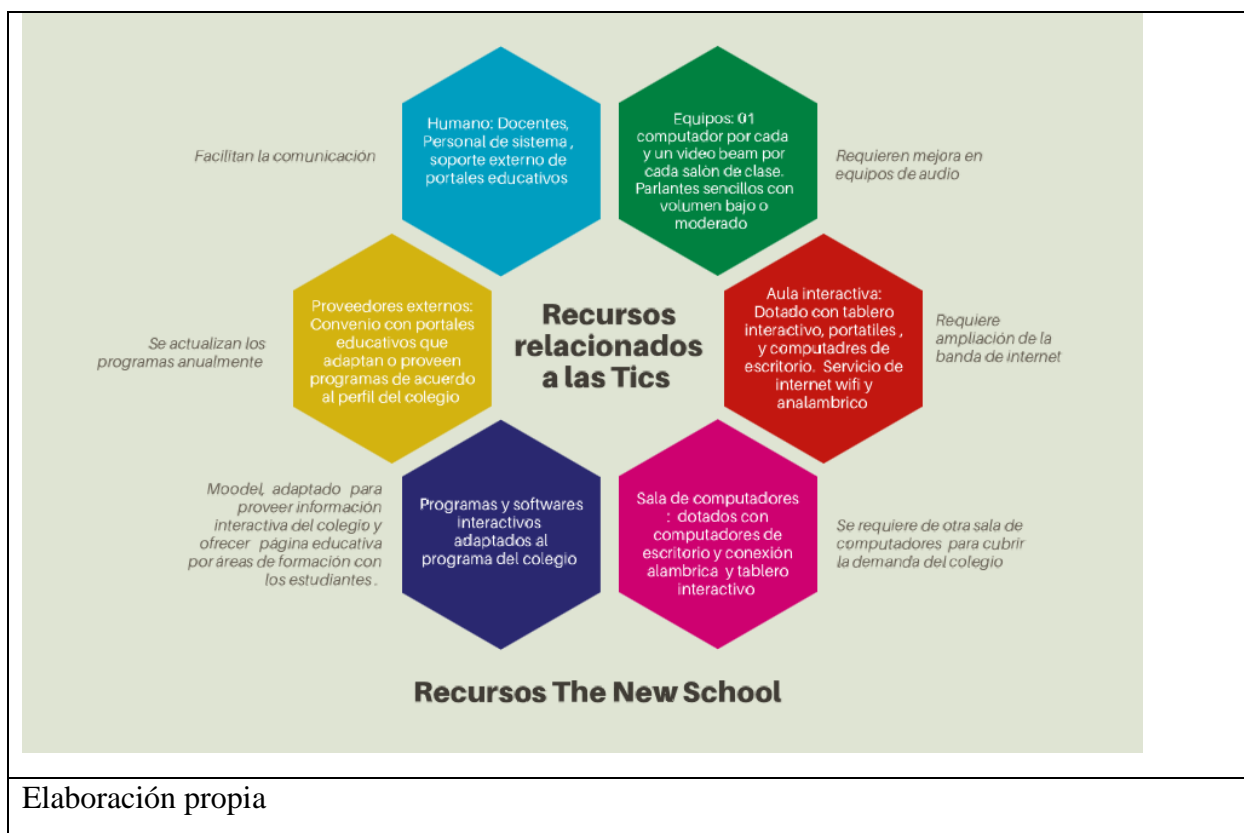 Facilitan la comunicación
Humano: Docentes,
Personal de sistema ,
soporte externo de
portales educativos
Equipos: 01
computador por cada
y un video beam por
cada salòn de clase.
Parlantes sencillos con
volumen bajo o
moderado
Requieren mejora en
equipos de audio
Se actualizan los
programas anualmente
Proveedores externos:
Convenio con portales
educativos que
adaptan o proveen
programas de acuerdo
al perfil del colegio
Recursos
relacionados
a las Tics
Aula interactiva:
Dotado con tablero
interactivo, portatiles ,
y computadres de
escritorio. Servicio de
internet wifi y
analambrico
Requiere
ampliación de la
banda de internet
Moodel, adaptado para
proveer información
interactiva del colegio y
ofrecer página educativa
por áreas de formación con
los estudiantes .
Programas y softwares
interactivos
adaptados al
programa del colegio
Sala de computadores
: dotados con
computadores de
escritorio y conexión
alambrica y tablero
interactivo
Se requiere de otra sala de
computadores para cubrir
la demanda del colegio
Recursos The New School
Elaboración propia